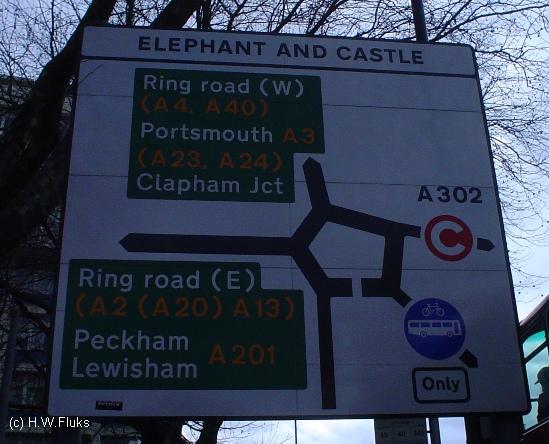 ELEPHANT AND CASTLE
Ring road (W)
(A4, A40)
Portsmouth A3
(A23, A24)
Clapham Jct
A302
C
Ring road (E)
(A2 (A20) A13)
Peckham
Lewisham A201
Only
(c) H.W.Fluks